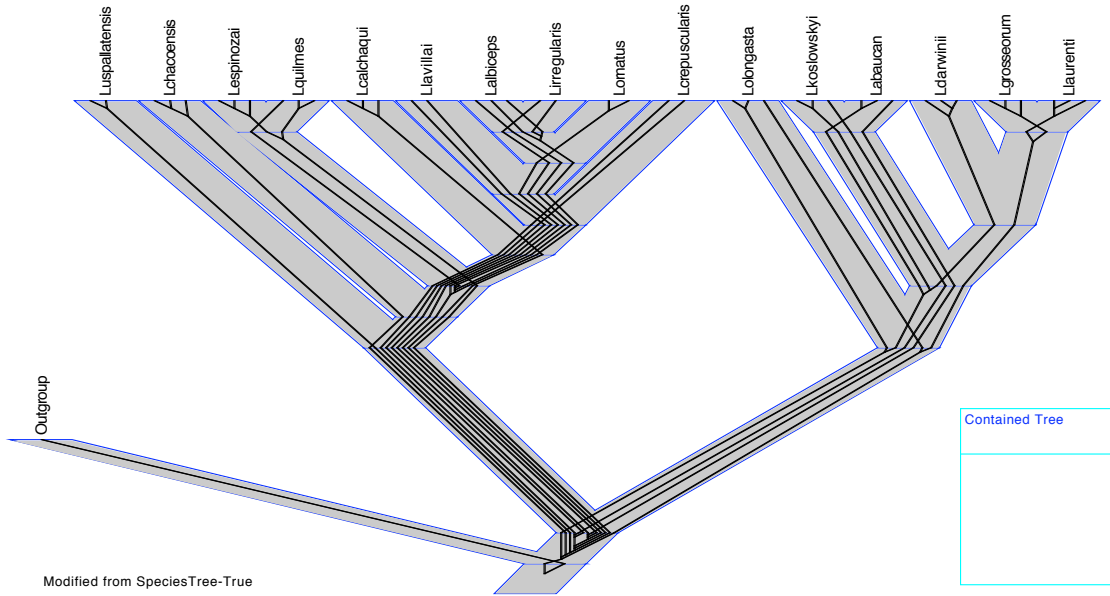 Luspallatensis
Lchacoensis
Lespinozai
Lquilmes
Lcalchaqui
Llavillai
Lalbiceps
Lirregularis
Lornatus
Lcrepuscularis
Lolongasta
Lkoslowskyi
Labaucan
Ldarwinii
Lgrosseorum
Llaurenti
Outgroup
Contained Tree
Modified from SpeciesTree-True